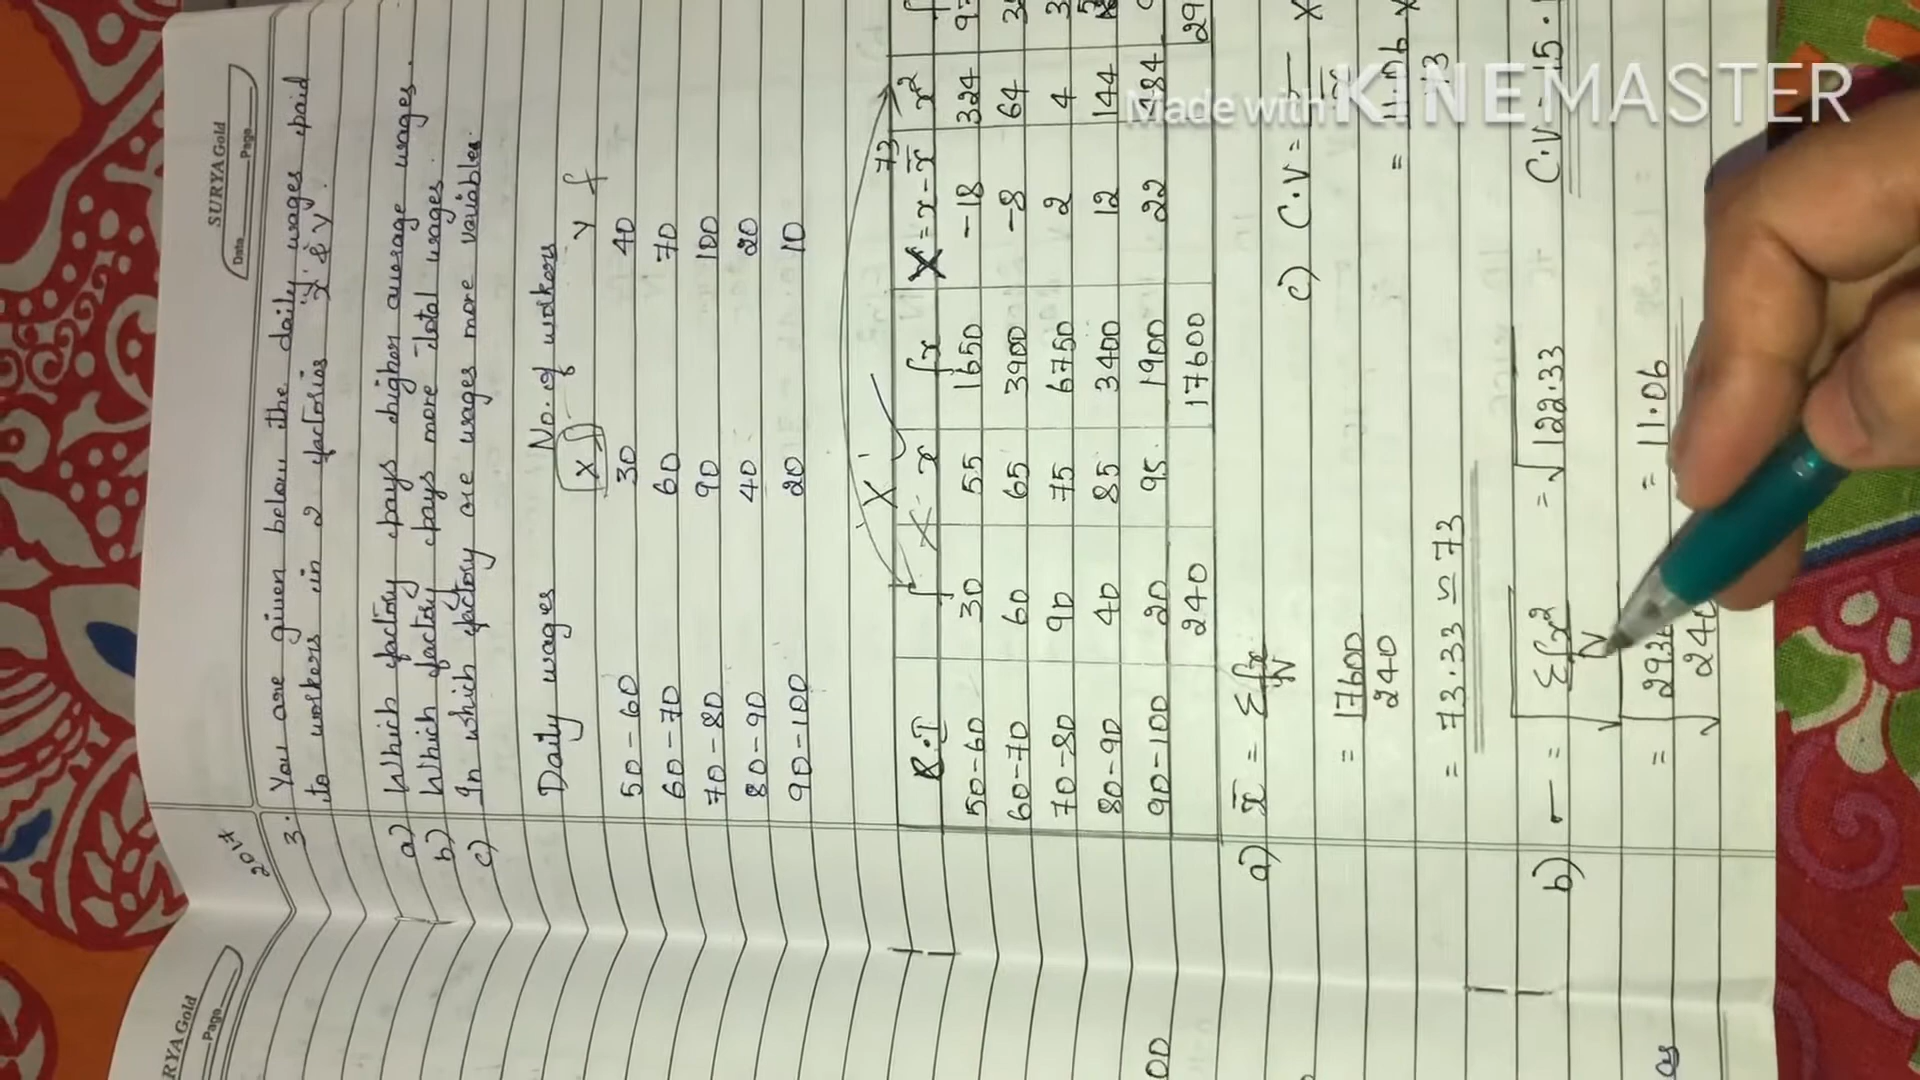 SURYA Gold
Date Page
2017
3. You are given below the daily wages paid
to workers in 2 factories 'X' & 'Y'.
a) Which factory pays higher average wages.
b) Which factory pays more total wages.
c) In which factory are wages more variables.
Daily wages No. of workers
X Y f
50-60 30 40
60-70 60 70
70-80 90 100
80-90 40 20
90-100 20 10
'X'
73
C.I f x fx X = x - x̄ x²
50-60 30 55 1650 -18 324
60-70 60 65 3900 -8 64
70-80 90 75 6750 2 4
80-90 40 85 3400 12 144
90-100 20 95 1900 22 484
240 17600
a) x̄ = Σfx/N
= 17600/240
= 73.33 ≈ 73
b) σ = √Σfx²/N = √122.33
= 11.06
c) C.V =
= 11.06 x
73
C.V = 15.
RYA Gold
Page
00
Made with KINEMASTER